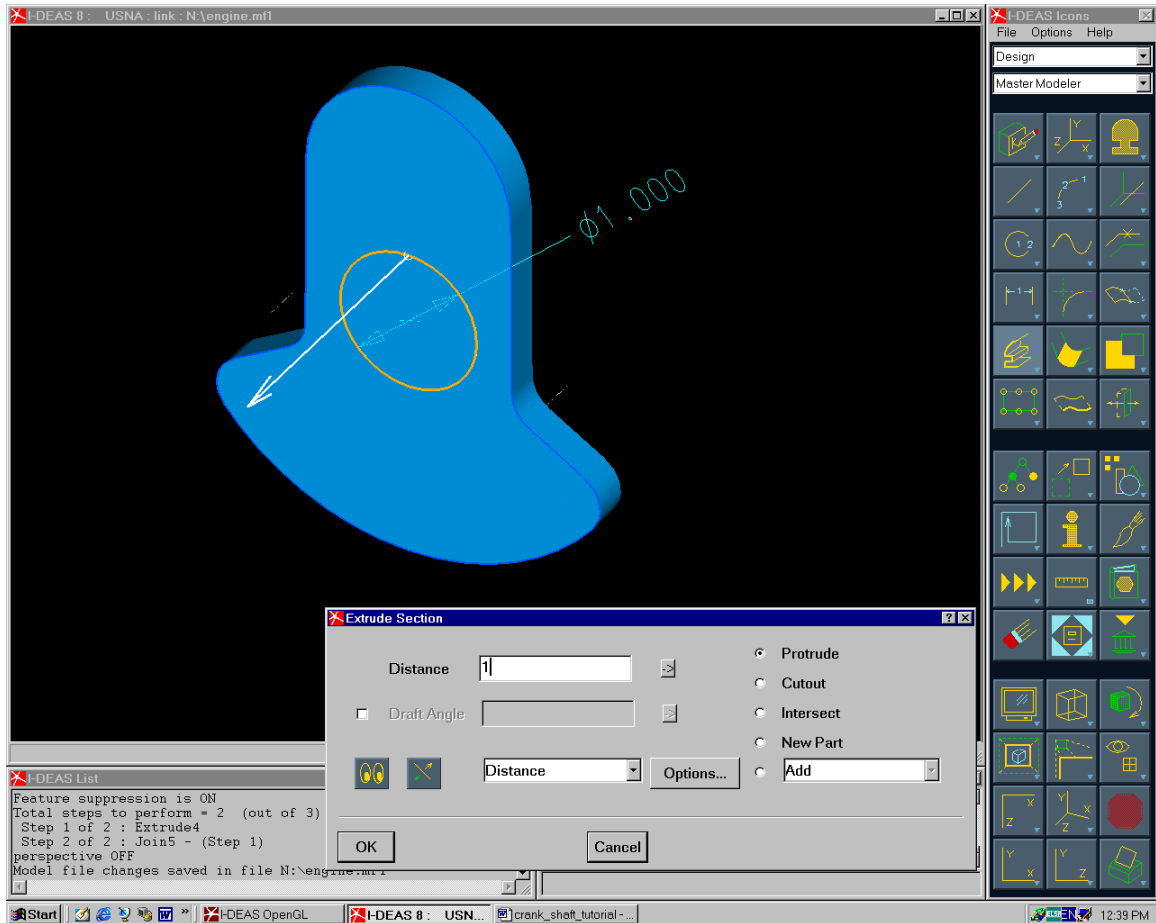 I-DEAS 8 :   USNA : link : N:\engine.mf1
ϕ1.000
I-DEAS Icons
File Options Help
Design
Master Modeler
Extrude Section
Distance 1
Draft Angle
Distance
Options...
Protrude
Cutout
Intersect
New Part
Add
OK
Cancel
I-DEAS List
Feature suppression is ON
Total steps to perform = 2  (out of 3)
Step 1 of 2 : Extrude4
Step 2 of 2 : Join5 - (Step 1)
perspective OFF
Model file changes saved in file N:\engine.mf1
Start
I-DEAS OpenGL
I-DEAS 8 :   USN...
crank_shaft_tutorial - ...
EN
12:39 PM